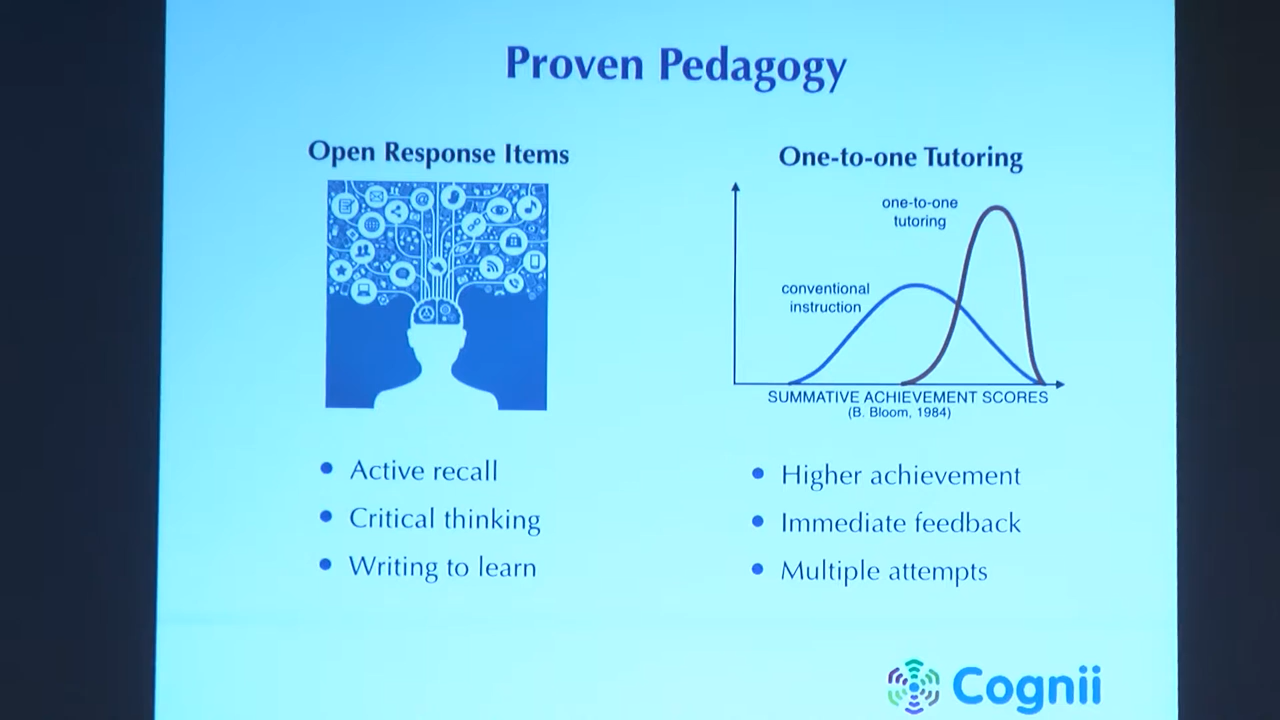 Proven Pedagogy
Open Response Items
Active recall
Critical thinking
Writing to learn
One-to-one Tutoring
one-to-one
tutoring
conventional
instruction
SUMMATIVE ACHIEVEMENT SCORES
(B. Bloom, 1984)
Higher achievement
Immediate feedback
Multiple attempts
Cognii